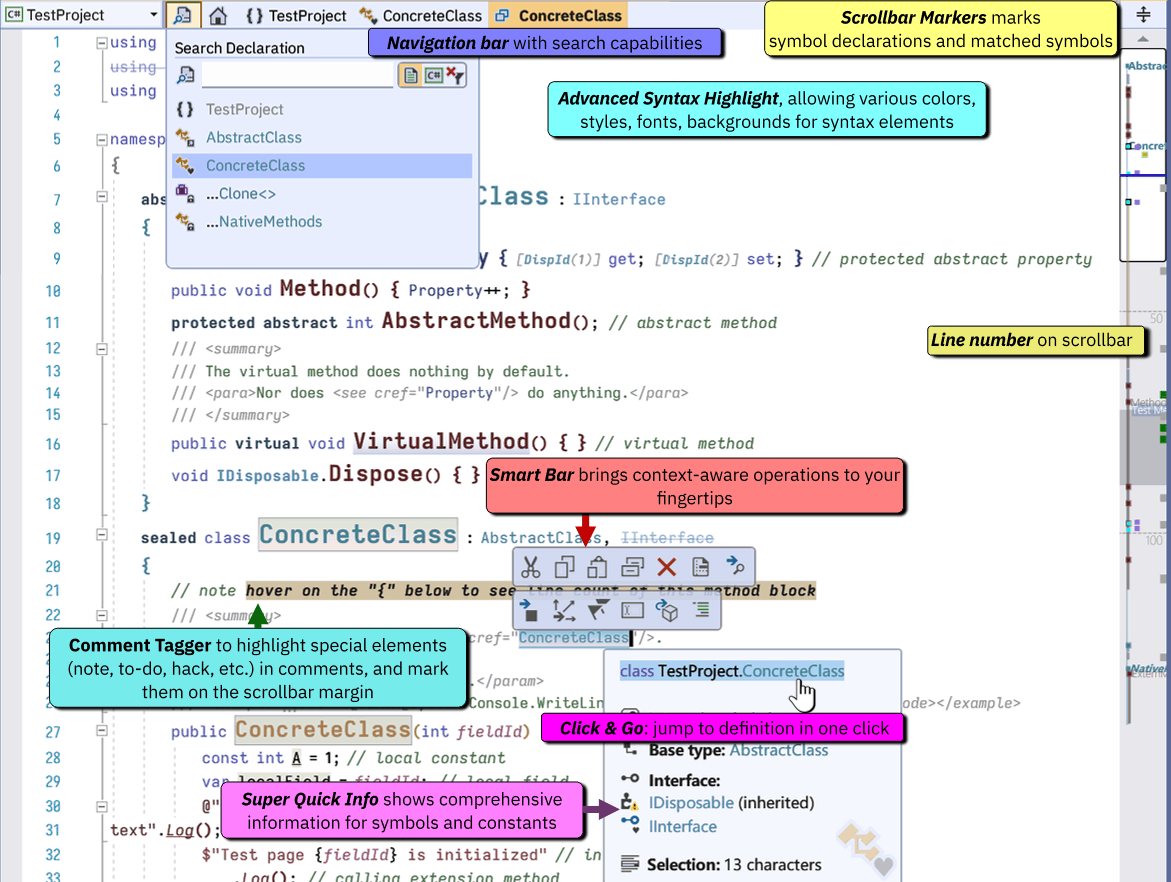 C# TestProject
{ } TestProject
ConcreteClass
ConcreteClass
Search Declaration
C#
{ } TestProject
AbstractClass
ConcreteClass
...Clone<>
...NativeMethods
Navigation bar with search capabilities
Scrollbar Markers marks
symbol declarations and matched symbols
Advanced Syntax Highlight, allowing various colors,
styles, fonts, backgrounds for syntax elements
1 using
2 using
3 using
4
5 namesp
6 {
7 abs Class : IInterface
8 {
9 y { [DispId(1)] get; [DispId(2)] set; } // protected abstract property
10 public void Method() { Property++; }
11 protected abstract int AbstractMethod(); // abstract method
12 /// <summary>
13 /// The virtual method does nothing by default.
14 /// <para>Nor does <see cref="Property"/> do anything.</para>
15 /// </summary>
16 public virtual void VirtualMethod() { } // virtual method
17 void IDisposable.Dispose() { }
18 }
Line number on scrollbar
Smart Bar brings context-aware operations to your
fingertips
19 sealed class ConcreteClass : AbstractClass, IInterface
20 {
21 // note hover on the "{" below to see line count of this method block
22 /// <summary>
cref="ConcreteClass"/>.
Comment Tagger to highlight special elements
(note, to-do, hack, etc.) in comments, and mark
them on the scrollbar margin
.</param>
Console.WriteLin ode></example>
class TestProject.ConcreteClass
Click & Go: jump to definition in one click
27 public ConcreteClass(int fieldId)
28 const int A = 1; // local constant
29 var localField = fieldId; // local field
30 @"
31 text".Log();
32 $"Test page {fieldId} is initialized" // in
33 .Log(); // calling extension method
Super Quick Info shows comprehensive
information for symbols and constants
Base type: AbstractClass
Interface:
IDisposable (inherited)
IInterface
Selection: 13 characters
Abstrac
Concre
50
Method
Test Me
100
Native